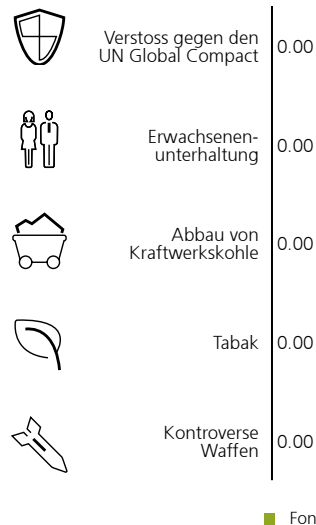 Verstoss gegen den
UN Global Compact
0.00
Erwachsenen-
unterhaltung
0.00
Abbau von
Kraftwerkskohle
0.00
Tabak
0.00
Kontroverse
Waffen
0.00
Fon